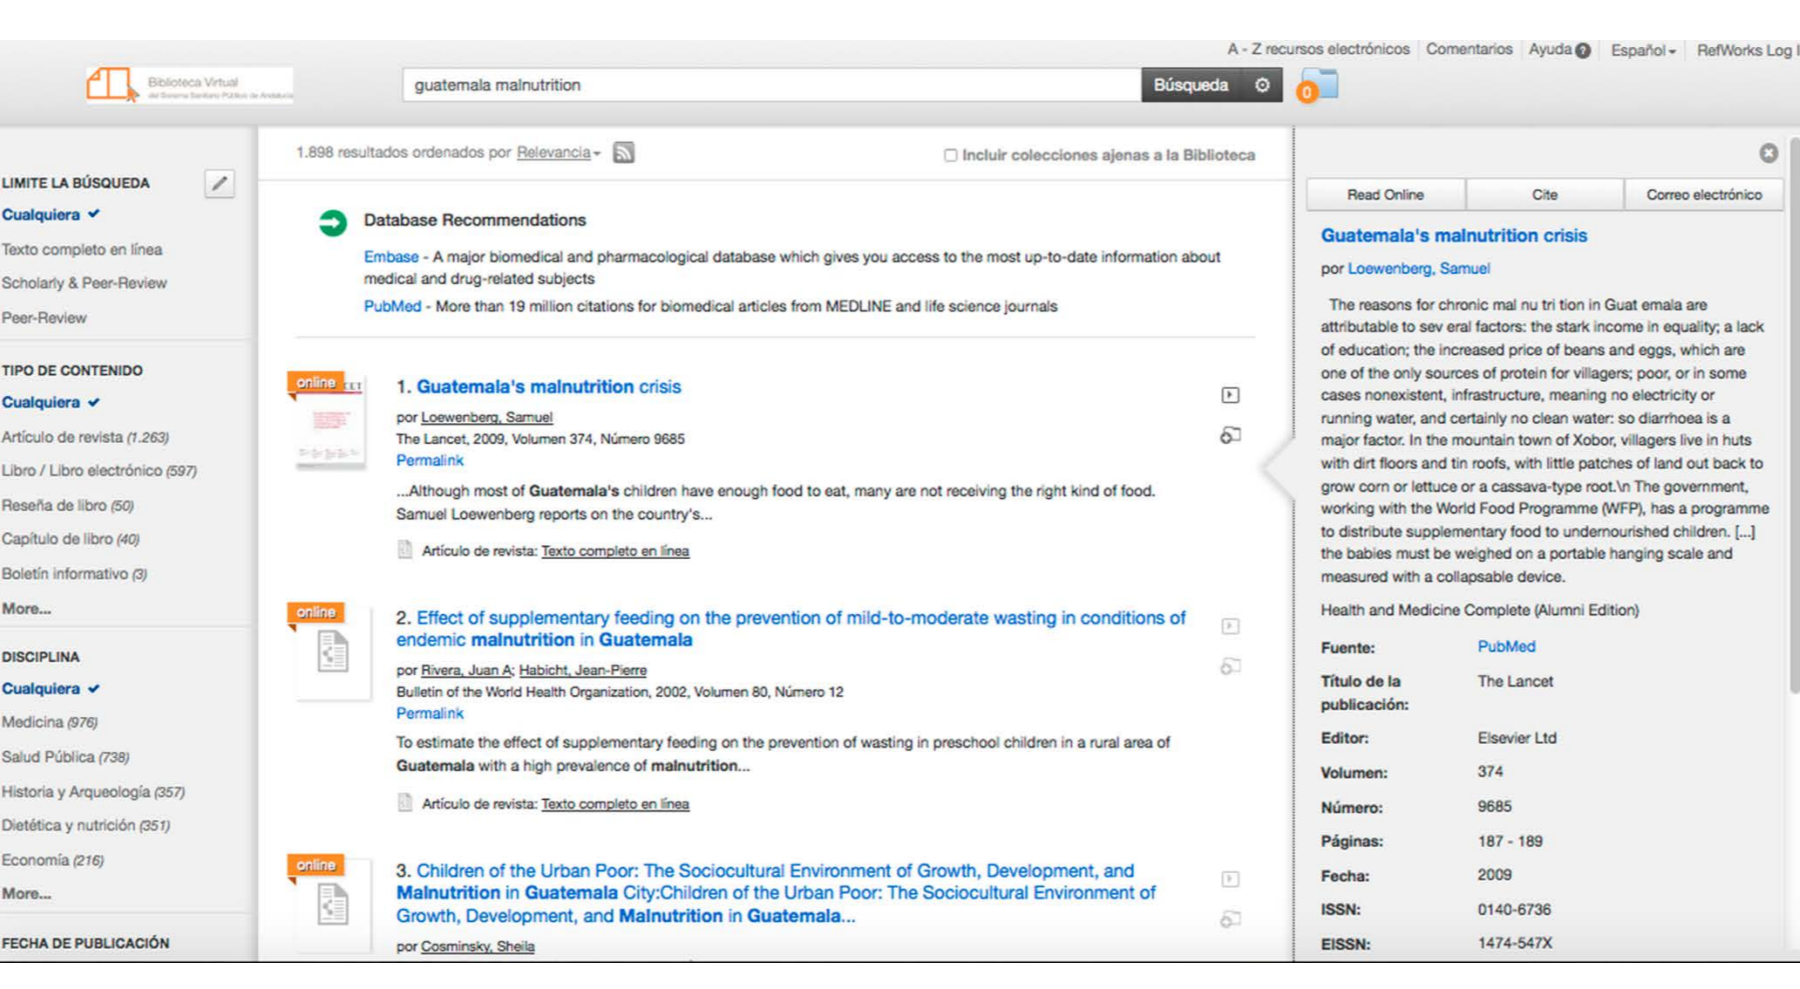 A - Z recursos electrónicos Comentarios Ayuda ? Español RefWorks Log I
Biblioteca Virtual
del Sistema Sanitario Público de Andalucía
guatemala malnutrition
Búsqueda
0
LIMITE LA BÚSQUEDA
Cualquiera
Texto completo en línea
Scholarly & Peer-Review
Peer-Review
TIPO DE CONTENIDO
Cualquiera
Artículo de revista (1.263)
Libro / Libro electrónico (597)
Reseña de libro (50)
Capítulo de libro (40)
Boletín informativo (3)
More...
DISCIPLINA
Cualquiera
Medicina (976)
Salud Pública (738)
Historia y Arqueología (357)
Dietética y nutrición (351)
Economía (216)
More...
FECHA DE PUBLICACIÓN
1.898 resultados ordenados por Relevancia
Incluir colecciones ajenas a la Biblioteca
Database Recommendations
Embase - A major biomedical and pharmacological database which gives you access to the most up-to-date information about
medical and drug-related subjects
PubMed - More than 19 million citations for biomedical articles from MEDLINE and life science journals
online
1. Guatemala's malnutrition crisis
por Loewenberg, Samuel
The Lancet, 2009, Volumen 374, Número 9685
Permalink
...Although most of Guatemala's children have enough food to eat, many are not receiving the right kind of food.
Samuel Loewenberg reports on the country's...
Artículo de revista: Texto completo en línea
online
2. Effect of supplementary feeding on the prevention of mild-to-moderate wasting in conditions of
endemic malnutrition in Guatemala
por Rivera, Juan A; Habicht, Jean-Pierre
Bulletin of the World Health Organization, 2002, Volumen 80, Número 12
Permalink
To estimate the effect of supplementary feeding on the prevention of wasting in preschool children in a rural area of
Guatemala with a high prevalence of malnutrition...
Artículo de revista: Texto completo en línea
online
3. Children of the Urban Poor: The Sociocultural Environment of Growth, Development, and
Malnutrition in Guatemala City:Children of the Urban Poor: The Sociocultural Environment of
Growth, Development, and Malnutrition in Guatemala...
por Cosminsky, Sheila
Read Online Cite Correo electrónico
Guatemala's malnutrition crisis
por Loewenberg, Samuel
The reasons for chronic mal nu tri tion in Guat emala are
attributable to sev eral factors: the stark income in equality; a lack
of education; the increased price of beans and eggs, which are
one of the only sources of protein for villagers; poor, or in some
cases nonexistent, infrastructure, meaning no electricity or
running water, and certainly no clean water: so diarrhoea is a
major factor. In the mountain town of Xobor, villagers live in huts
with dirt floors and tin roofs, with little patches of land out back to
grow corn or lettuce or a cassava-type root.\n The government,
working with the World Food Programme (WFP), has a programme
to distribute supplementary food to undernourished children. [...]
the babies must be weighed on a portable hanging scale and
measured with a collapsable device.
Health and Medicine Complete (Alumni Edition)
Fuente: PubMed
Título de la publicación: The Lancet
Editor: Elsevier Ltd
Volumen: 374
Número: 9685
Páginas: 187 - 189
Fecha: 2009
ISSN: 0140-6736
EISSN: 1474-547X